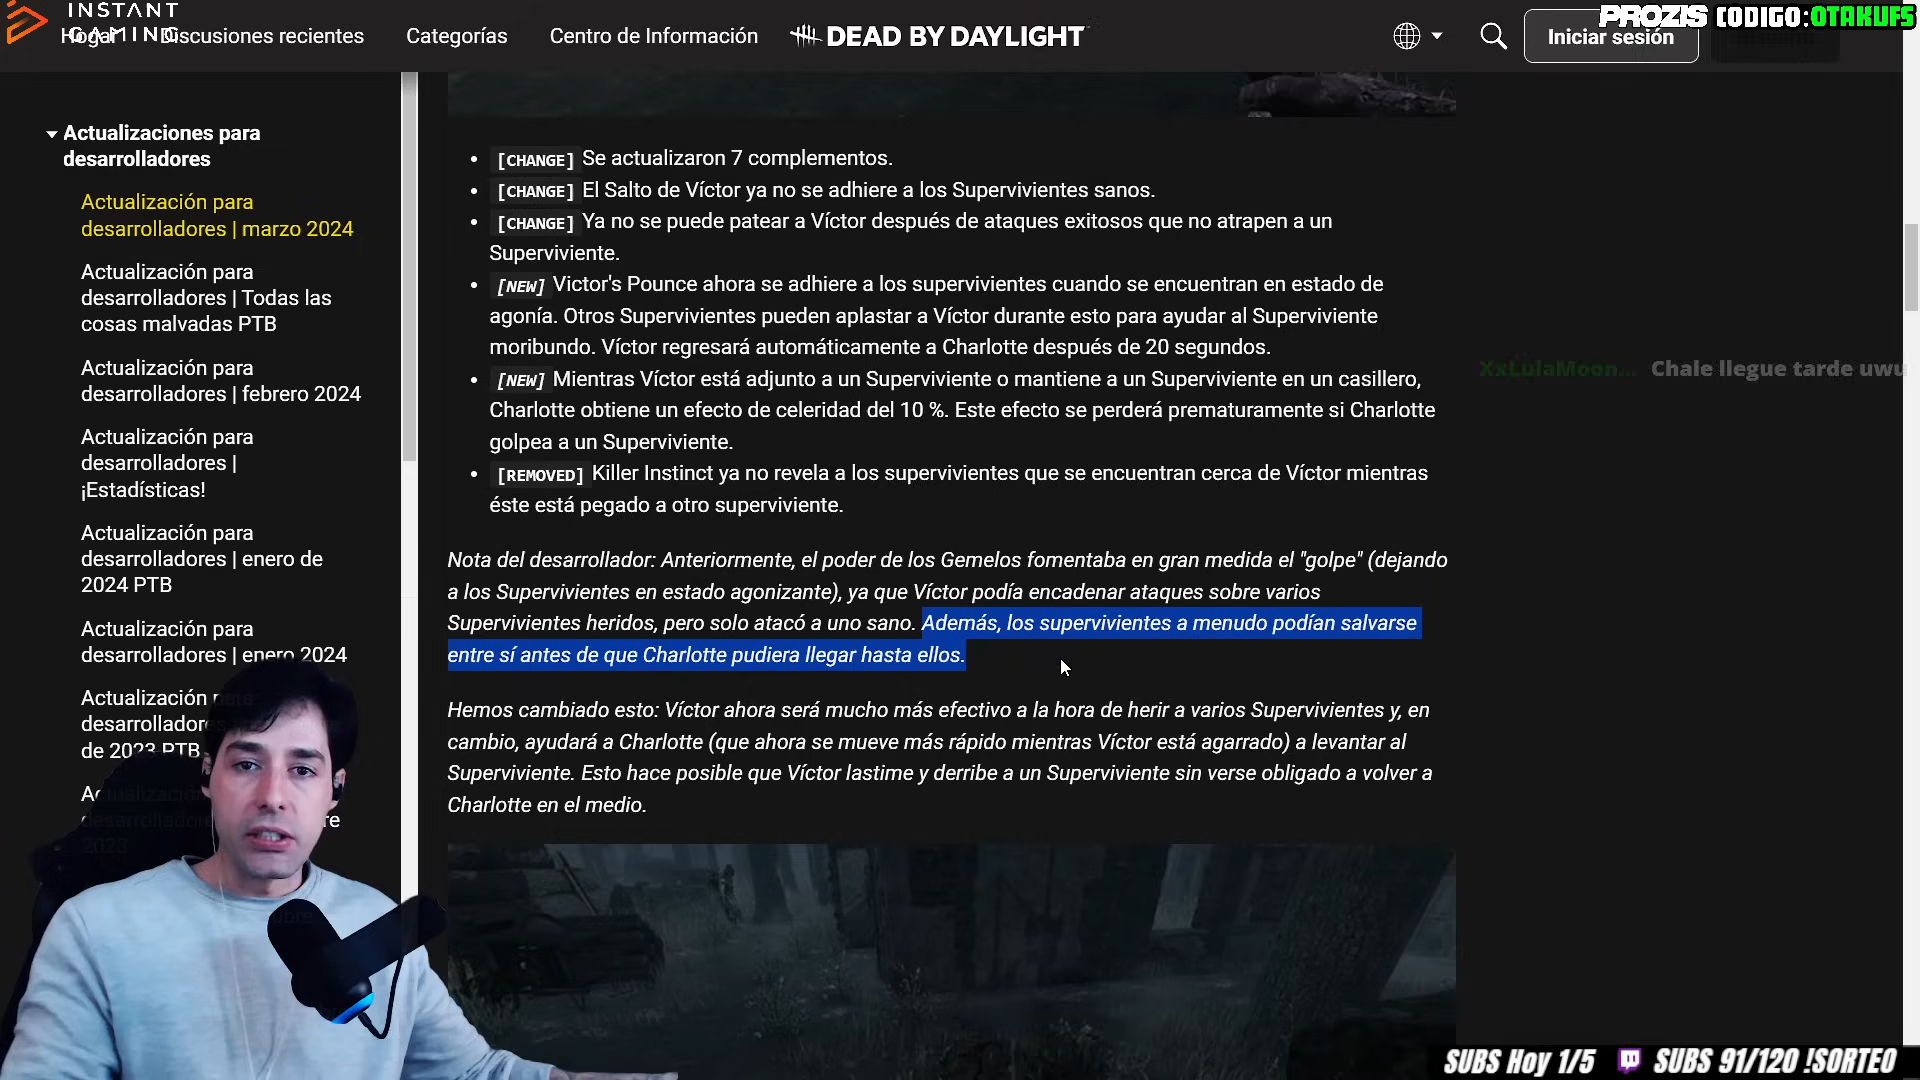 INSTANT
GAMING
Hogar
Discusiones recientes
Categorías
Centro de Información
DEAD BY DAYLIGHT
Iniciar sesión
PROZIS CODIGO:OTAKUFS
Actualizaciones para
desarrolladores
Actualización para
desarrolladores | marzo 2024
Actualización para
desarrolladores | Todas las
cosas malvadas PTB
Actualización para
desarrolladores | febrero 2024
Actualización para
desarrolladores |
¡Estadísticas!
Actualización para
desarrolladores | enero de
2024 PTB
Actualización para
desarrolladores | enero 2024
Actualización para
desarrolladores
de 2023 PTB
2023
[CHANGE] Se actualizaron 7 complementos.
[CHANGE] El Salto de Víctor ya no se adhiere a los Supervivientes sanos.
[CHANGE] Ya no se puede patear a Víctor después de ataques exitosos que no atrapen a un
Superviviente.
[NEW] Victor's Pounce ahora se adhiere a los supervivientes cuando se encuentran en estado de
agonía. Otros Supervivientes pueden aplastar a Víctor durante esto para ayudar al Superviviente
moribundo. Víctor regresará automáticamente a Charlotte después de 20 segundos.
[NEW] Mientras Víctor está adjunto a un Superviviente o mantiene a un Superviviente en un casillero,
Charlotte obtiene un efecto de celeridad del 10 %. Este efecto se perderá prematuramente si Charlotte
golpea a un Superviviente.
[REMOVED] Killer Instinct ya no revela a los supervivientes que se encuentran cerca de Víctor mientras
éste está pegado a otro superviviente.
Nota del desarrollador: Anteriormente, el poder de los Gemelos fomentaba en gran medida el "golpe" (dejando
a los Supervivientes en estado agonizante), ya que Víctor podía encadenar ataques sobre varios
Supervivientes heridos, pero solo atacó a uno sano. Además, los supervivientes a menudo podían salvarse
entre sí antes de que Charlotte pudiera llegar hasta ellos.
Hemos cambiado esto: Víctor ahora será mucho más efectivo a la hora de herir a varios Supervivientes y, en
cambio, ayudará a Charlotte (que ahora se mueve más rápido mientras Víctor está agarrado) a levantar al
Superviviente. Esto hace posible que Víctor lastime y derribe a un Superviviente sin verse obligado a volver a
Charlotte en el medio.
XxLulaMoon... Chale llegue tarde uwu
SUBS Hoy 1/5 SUBS 91/120 !SORTEO